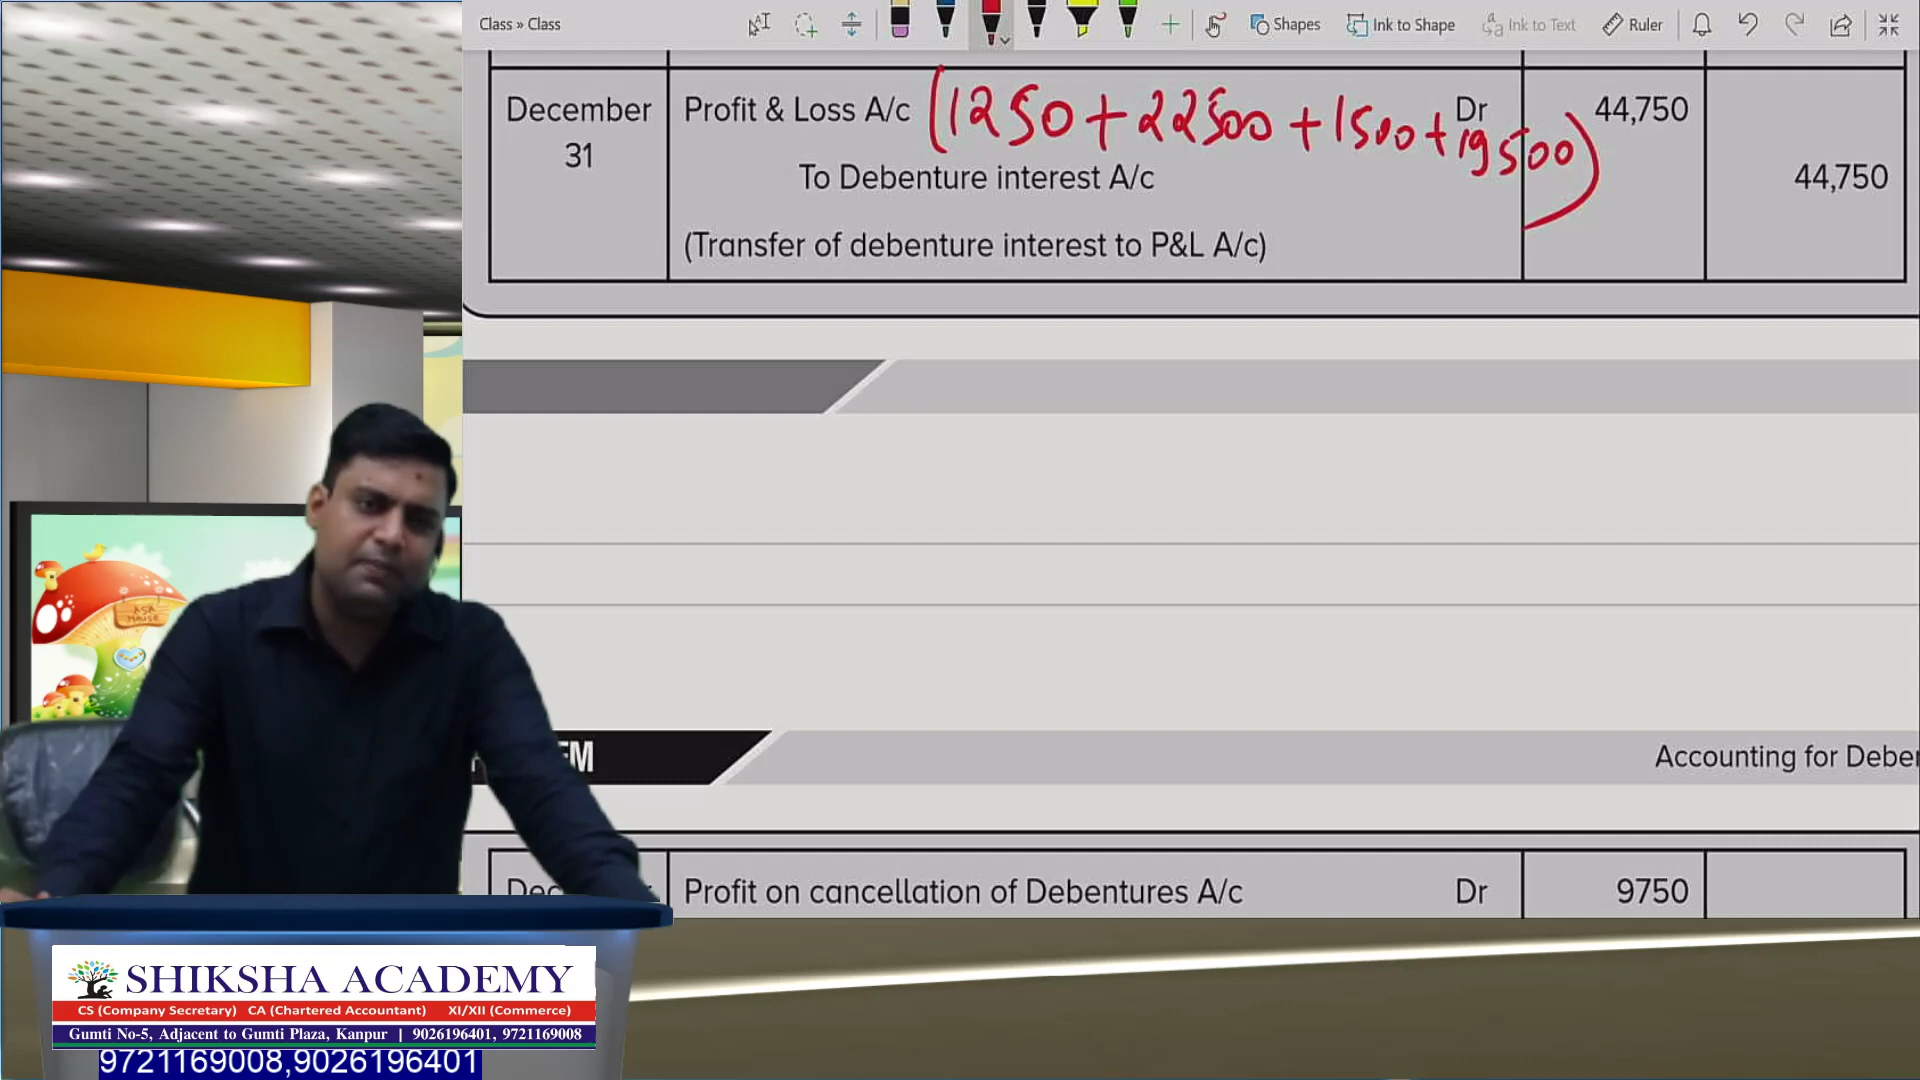 Class » Class
Shapes
Ink to Shape
Ink to Text
Ruler
December 31
Profit & Loss A/c (1250+22500+1500+19500) Dr 44,750
To Debenture interest A/c 44,750
(Transfer of debenture interest to P&L A/c)
ASA
HOUSE
Accounting for Deben
Profit on cancellation of Debentures A/c Dr 9750
SHIKSHA ACADEMY
CS (Company Secretary) CA (Chartered Accountant) XI/XII (Commerce)
Gumti No-5, Adjacent to Gumti Plaza, Kanpur | 9026196401, 9721169008
9721169008,9026196401